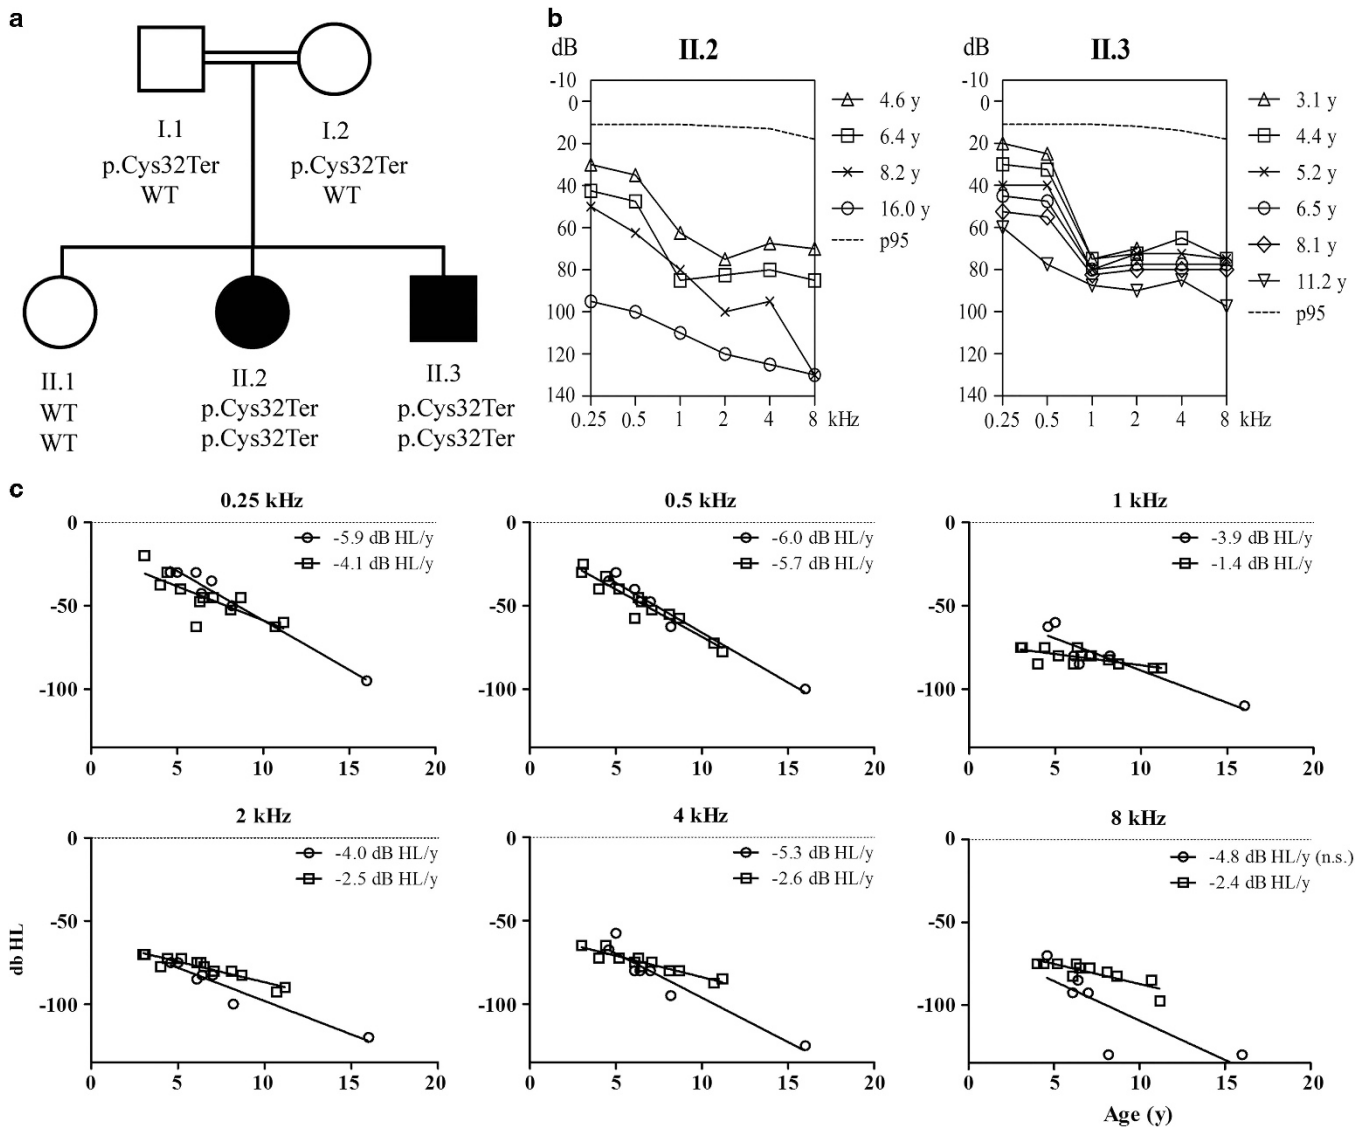 a
I.1
p.Cys32Ter
WT
I.2
p.Cys32Ter
WT
II.1
WT
WT
II.2
p.Cys32Ter
p.Cys32Ter
II.3
p.Cys32Ter
p.Cys32Ter
b
dB
II.2
-10
0
20
40
60
80
100
120
140
0.25 0.5 1 2 4 8 kHz
4.6 y
6.4 y
8.2 y
16.0 y
p95
dB
II.3
-10
0
20
40
60
80
100
120
140
0.25 0.5 1 2 4 8 kHz
3.1 y
4.4 y
5.2 y
6.5 y
8.1 y
11.2 y
p95
c
0.25 kHz
-5.9 dB HL/y
-4.1 dB HL/y
0
-50
-100
0 5 10 15 20
0.5 kHz
-6.0 dB HL/y
-5.7 dB HL/y
0
-50
-100
0 5 10 15 20
1 kHz
-3.9 dB HL/y
-1.4 dB HL/y
0
-50
-100
0 5 10 15 20
2 kHz
-4.0 dB HL/y
-2.5 dB HL/y
0
-50
-100
db HL
0 5 10 15 20
4 kHz
-5.3 dB HL/y
-2.6 dB HL/y
0
-50
-100
0 5 10 15 20
8 kHz
-4.8 dB HL/y (n.s.)
-2.4 dB HL/y
0
-50
-100
0 5 10 15 20
Age (y)